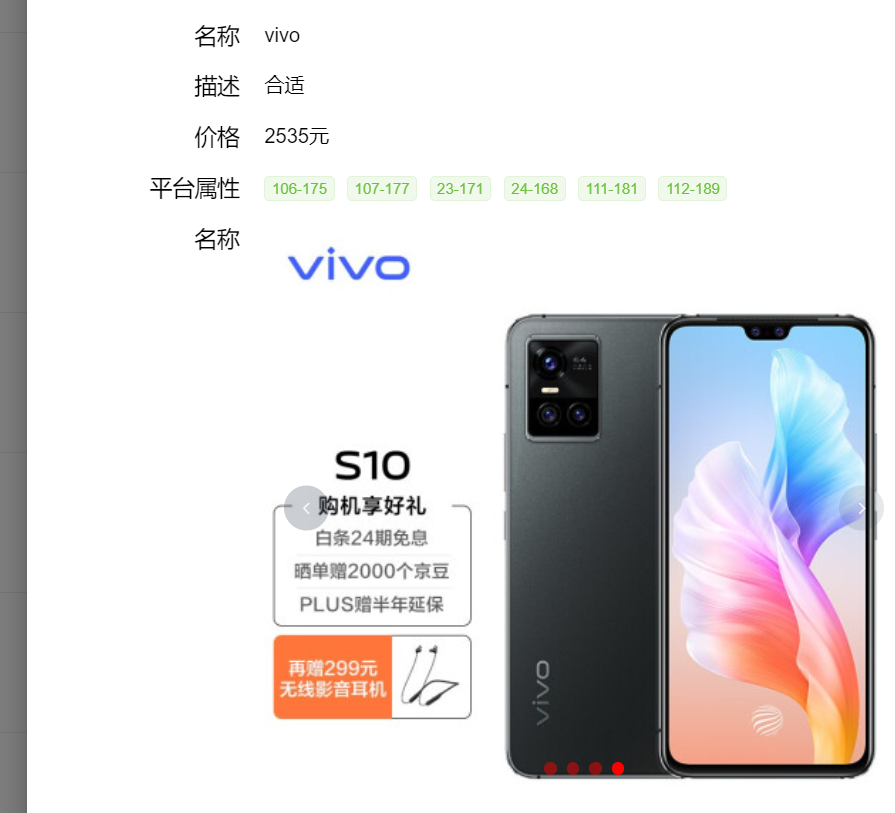 名称 vivo
描述 合适
价格 2535元
平台属性 106-175 107-177 23-171 24-168 111-181 112-189
名称
vivo
S10
购机享好礼
白条24期免息
晒单赠2000个京豆
PLUS赠半年延保
再赠299元
无线影音耳机
vivo